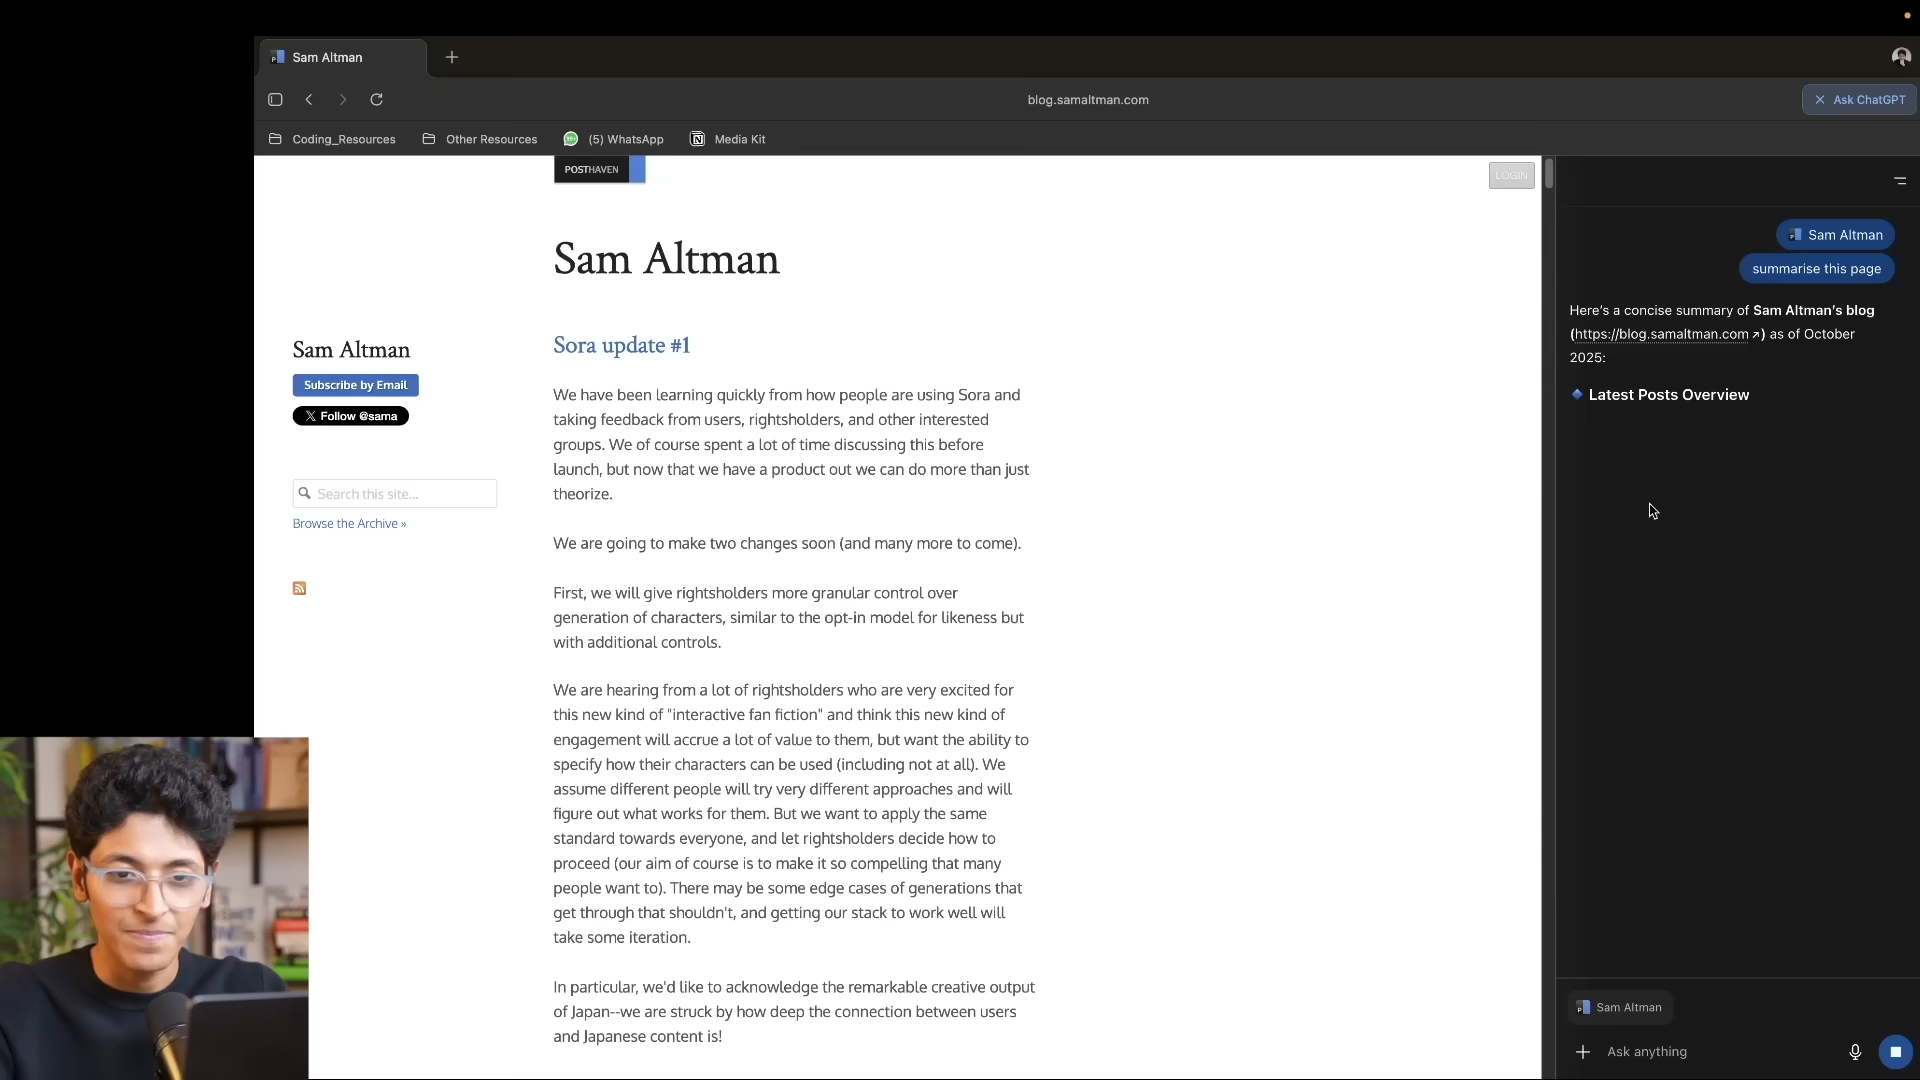 Sam Altman
blog.samaltman.com
Ask ChatGPT
Coding_Resources
Other Resources
(5) WhatsApp
Media Kit
POSTHAVEN
LOGIN
Sam Altman
Sam Altman
Subscribe by Email
Follow @sama
Search this site...
Browse the Archive »
Sora update #1
We have been learning quickly from how people are using Sora and
taking feedback from users, rightsholders, and other interested
groups. We of course spent a lot of time discussing this before
launch, but now that we have a product out we can do more than just
theorize.
We are going to make two changes soon (and many more to come).
First, we will give rightsholders more granular control over
generation of characters, similar to the opt-in model for likeness but
with additional controls.
We are hearing from a lot of rightsholders who are very excited for
this new kind of "interactive fan fiction" and think this new kind of
engagement will accrue a lot of value to them, but want the ability to
specify how their characters can be used (including not at all). We
assume different people will try very different approaches and will
figure out what works for them. But we want to apply the same
standard towards everyone, and let rightsholders decide how to
proceed (our aim of course is to make it so compelling that many
people want to). There may be some edge cases of generations that
get through that shouldn't, and getting our stack to work well will
take some iteration.
In particular, we'd like to acknowledge the remarkable creative output
of Japan--we are struck by how deep the connection between users
and Japanese content is!
Sam Altman
summarise this page
Here's a concise summary of Sam Altman's blog
(https://blog.samaltman.com ↗) as of October
2025:
Latest Posts Overview
Sam Altman
Ask anything